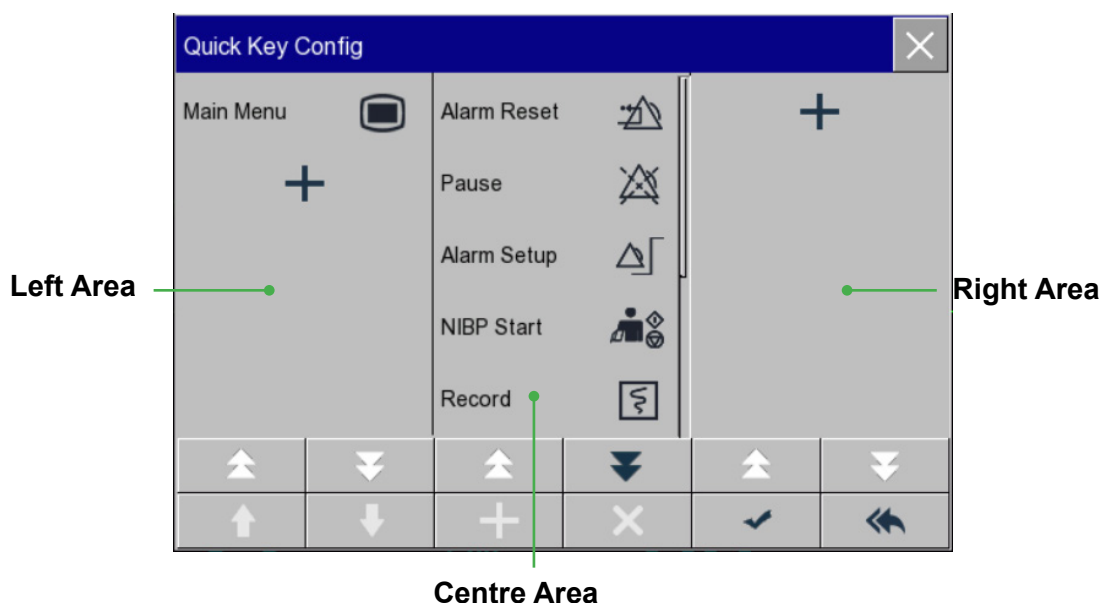 Quick Key Config
Main Menu
Alarm Reset
Pause
Alarm Setup
Left Area
Right Area
NIBP Start
Record
Centre Area